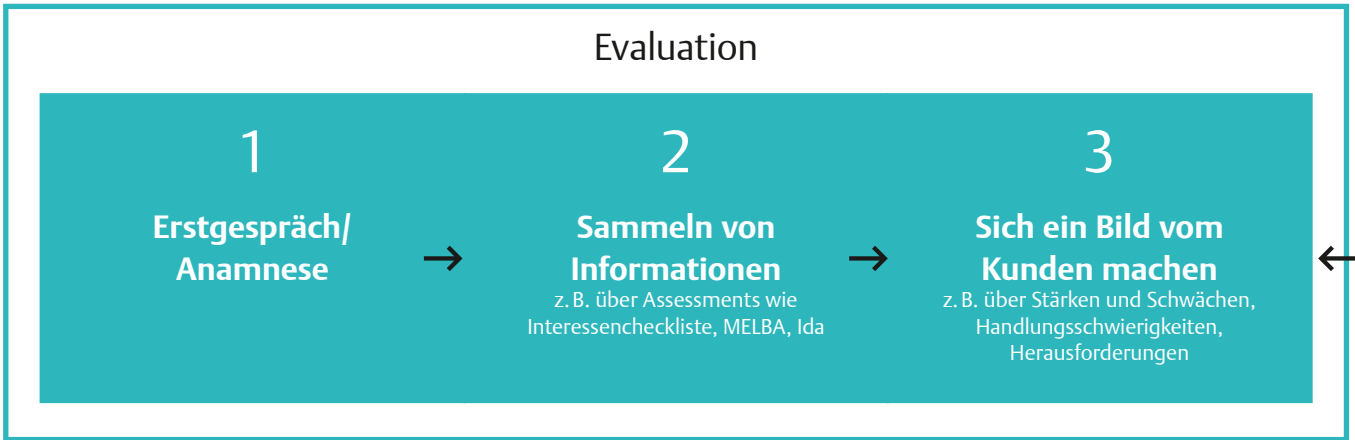 Evaluation
1
Erstgespräch/
Anamnese
→
2
Sammeln von
Informationen
z. B. über Assessments wie
Interessencheckliste, MELBA, Ida
→
3
Sich ein Bild vom
Kunden machen
z. B. über Stärken und Schwächen,
Handlungsschwierigkeiten,
Herausforderungen
←